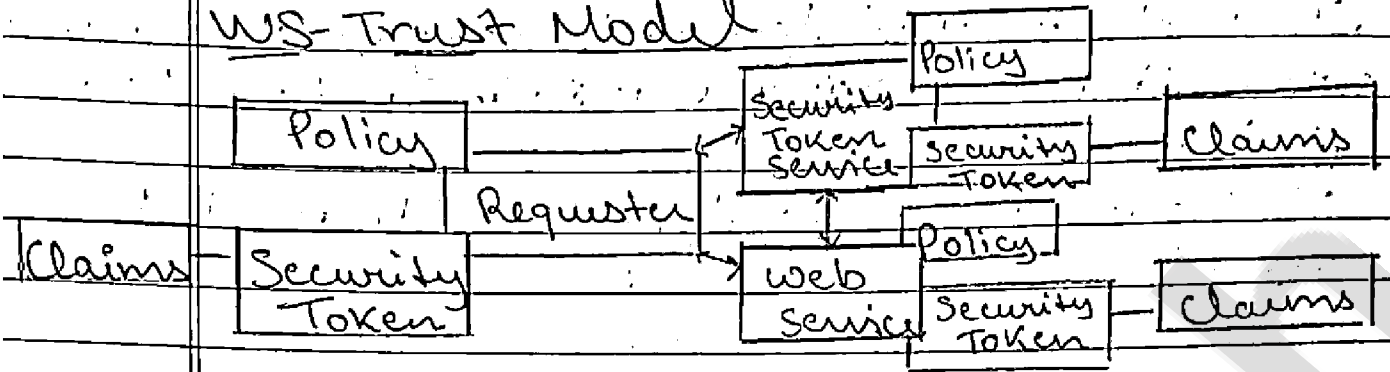 WS-Trust Model
Policy
Security
Token
Service
Policy
Security
Token
Claims
Requester
Claims
Security
Token
Web
Service
Policy
Security
Token
Claims